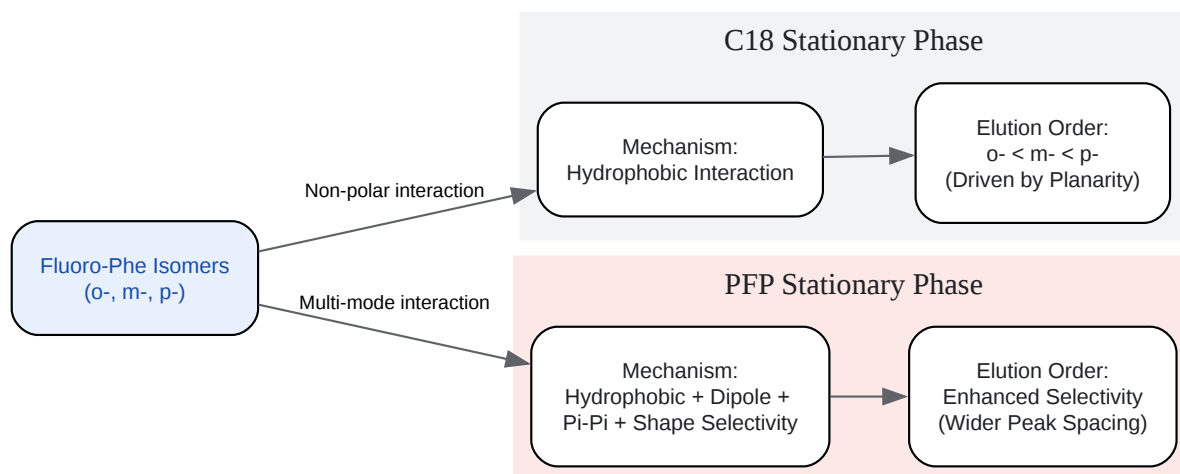 C18 Stationary Phase
Mechanism:
Hydrophobic Interaction
Elution Order:
o- < m- < p-
(Driven by Planarity)
Non-polar interaction
Fluoro-Phe Isomers
(o-, m-, p-)
Multi-mode interaction
PFP Stationary Phase
Mechanism:
Hydrophobic + Dipole +
Pi-Pi + Shape Selectivity
Elution Order:
Enhanced Selectivity
(Wider Peak Spacing)